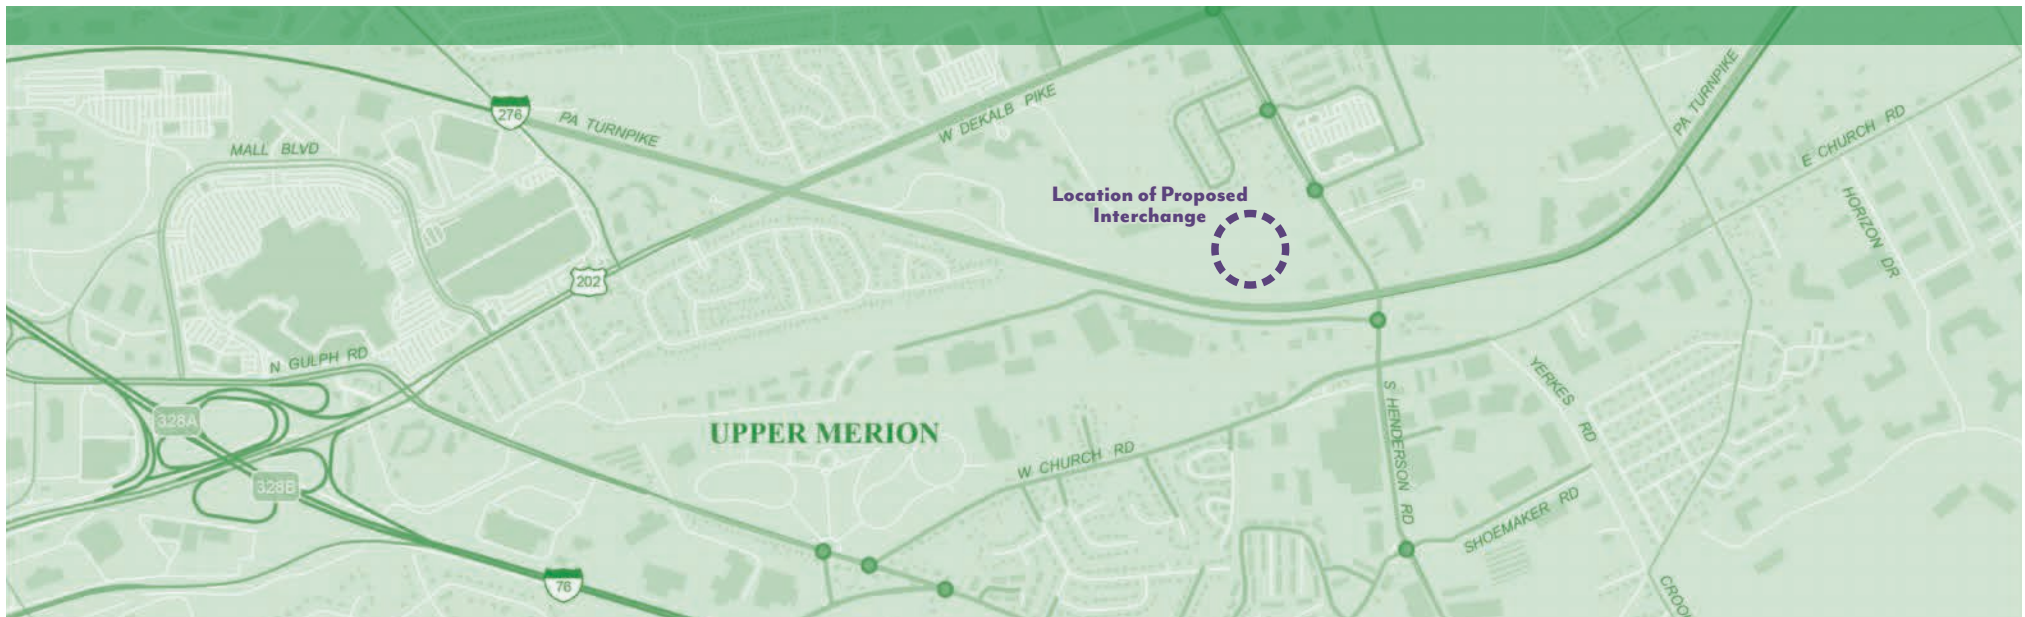 276
PA TURNPIKE
W DEKALB PIKE
PA TURNPIKE
E CHURCH RD
MALL BLVD
HORIZON DR
Location of Proposed
Interchange
202
N GULPH RD
YERKES RD
S HENDERSON RD
328A
UPPER MERION
W CHURCH RD
328B
SHOEMAKER RD
76
CROO